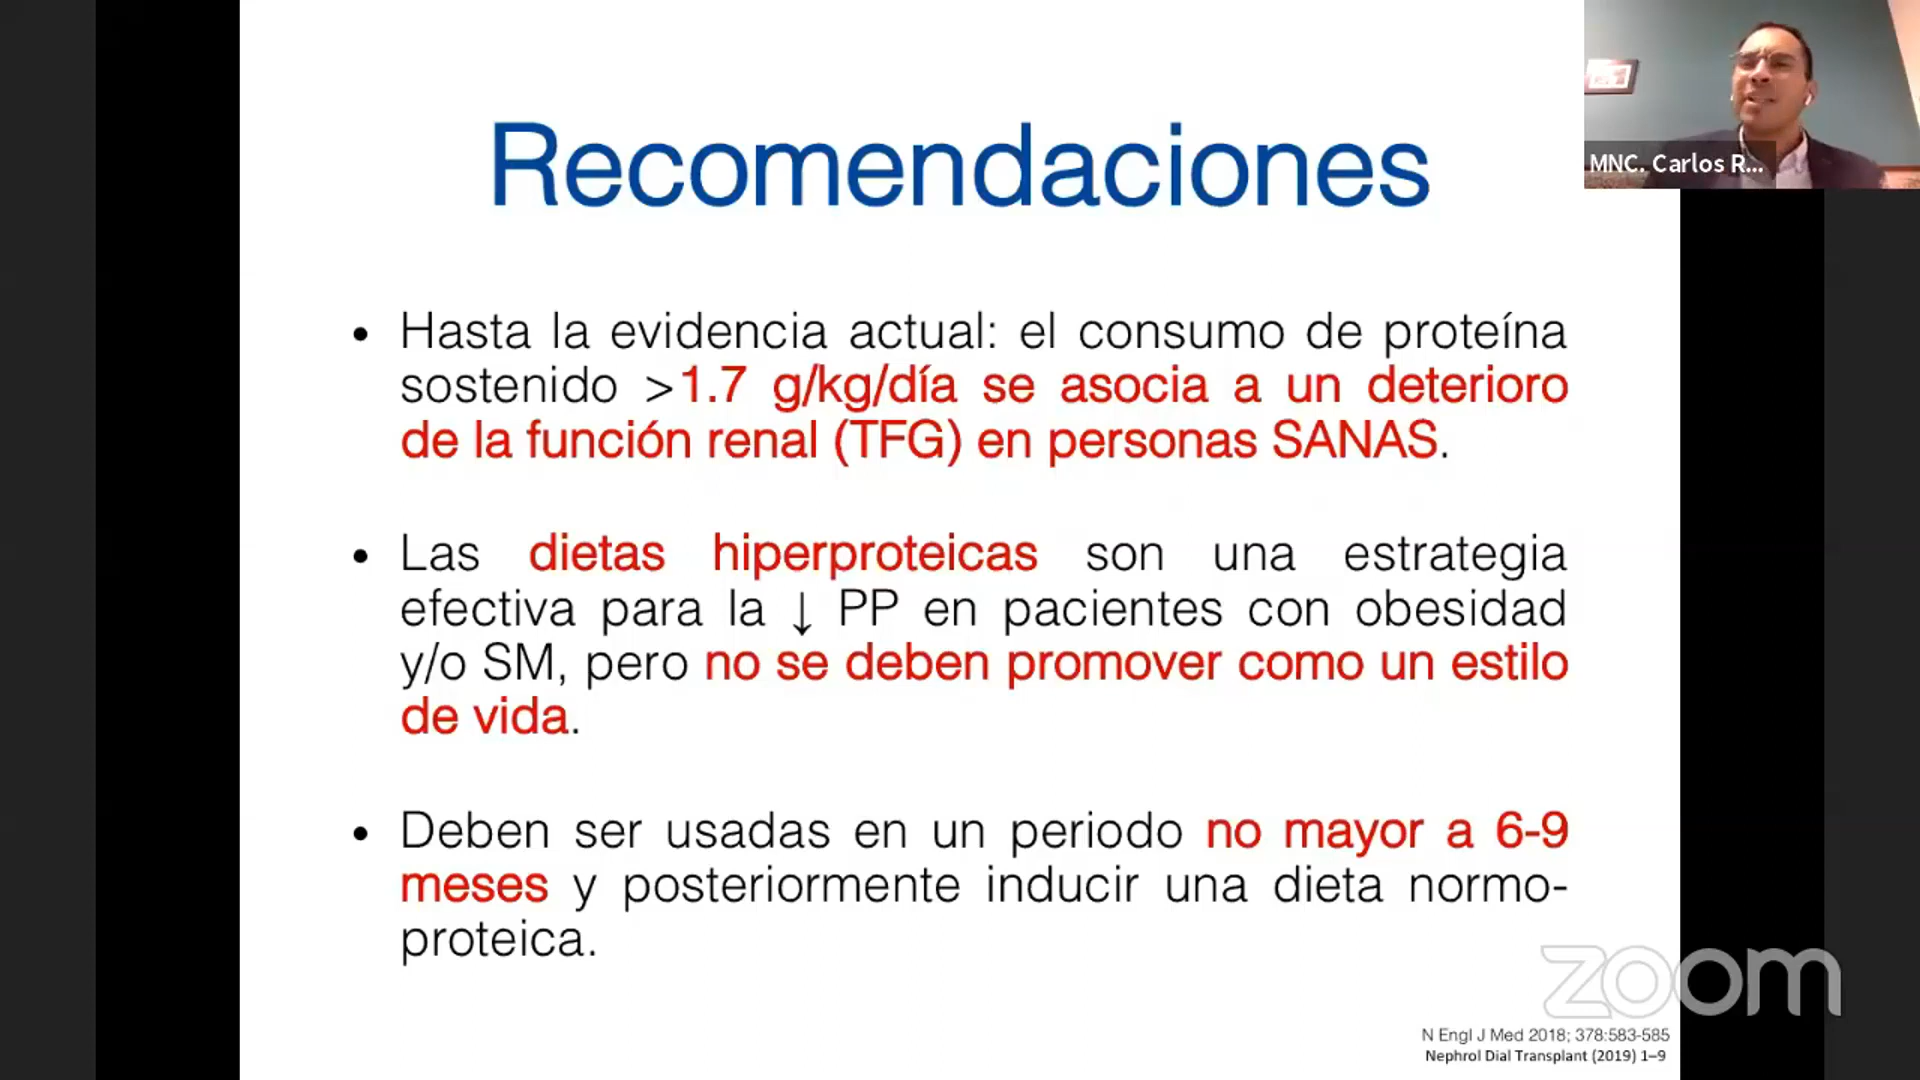 Recomendaciones
MNC. Carlos R...
• Hasta la evidencia actual: el consumo de proteína
sostenido >1.7 g/kg/día se asocia a un deterioro
de la función renal (TFG) en personas SANAS.
• Las dietas hiperproteicas son una estrategia
efectiva para la ↓ PP en pacientes con obesidad
y/o SM, pero no se deben promover como un estilo
de vida.
• Deben ser usadas en un periodo no mayor a 6-9
meses y posteriormente inducir una dieta normo-
proteica.
zoom
N Engl J Med 2018; 378:583-585
Nephrol Dial Transplant (2019) 1–9